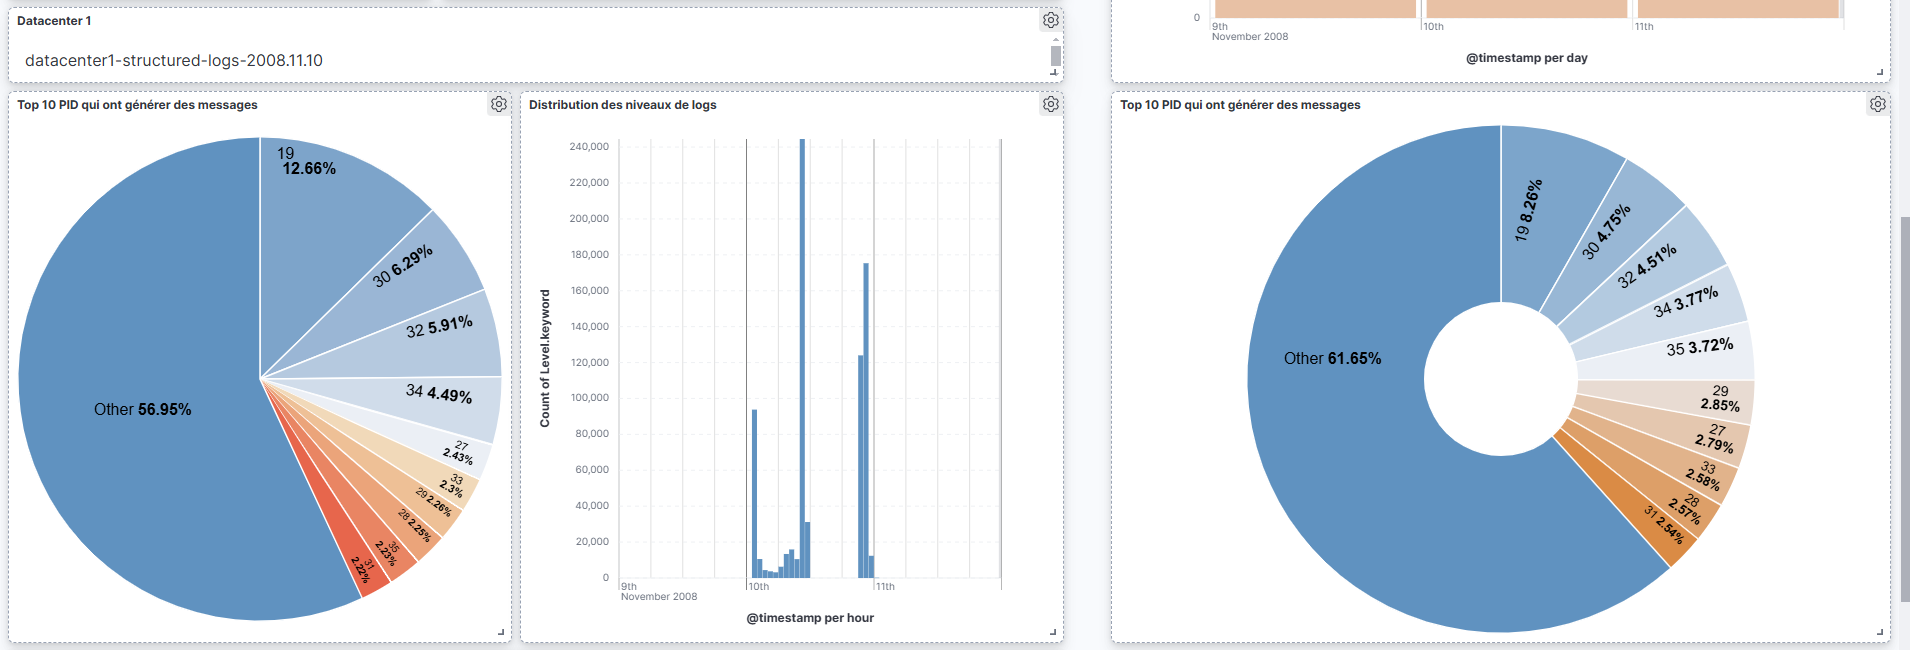 Datacenter 1
datacenter1-structured-logs-2008.11.10
0
9th
10th
11th
November 2008
@timestamp per day
Top 10 PID qui ont générer des messages
19
12.66%
30 6.29%
32 5.91%
34 4.49%
27
2.43%
33
2.3%
29 2.26%
28 2.25%
35
2.23%
31
2.22%
Other 56.95%
Distribution des niveaux de logs
Count of Level.keyword
240,000
220,000
200,000
180,000
160,000
140,000
120,000
100,000
80,000
60,000
40,000
20,000
0
9th
10th
11th
November 2008
@timestamp per hour
Top 10 PID qui ont générer des messages
19 8.26%
30 4.75%
32 4.51%
34 3.77%
35 3.72%
29
2.85%
27
2.79%
33
2.58%
28
2.57%
31 2.54%
Other 61.65%